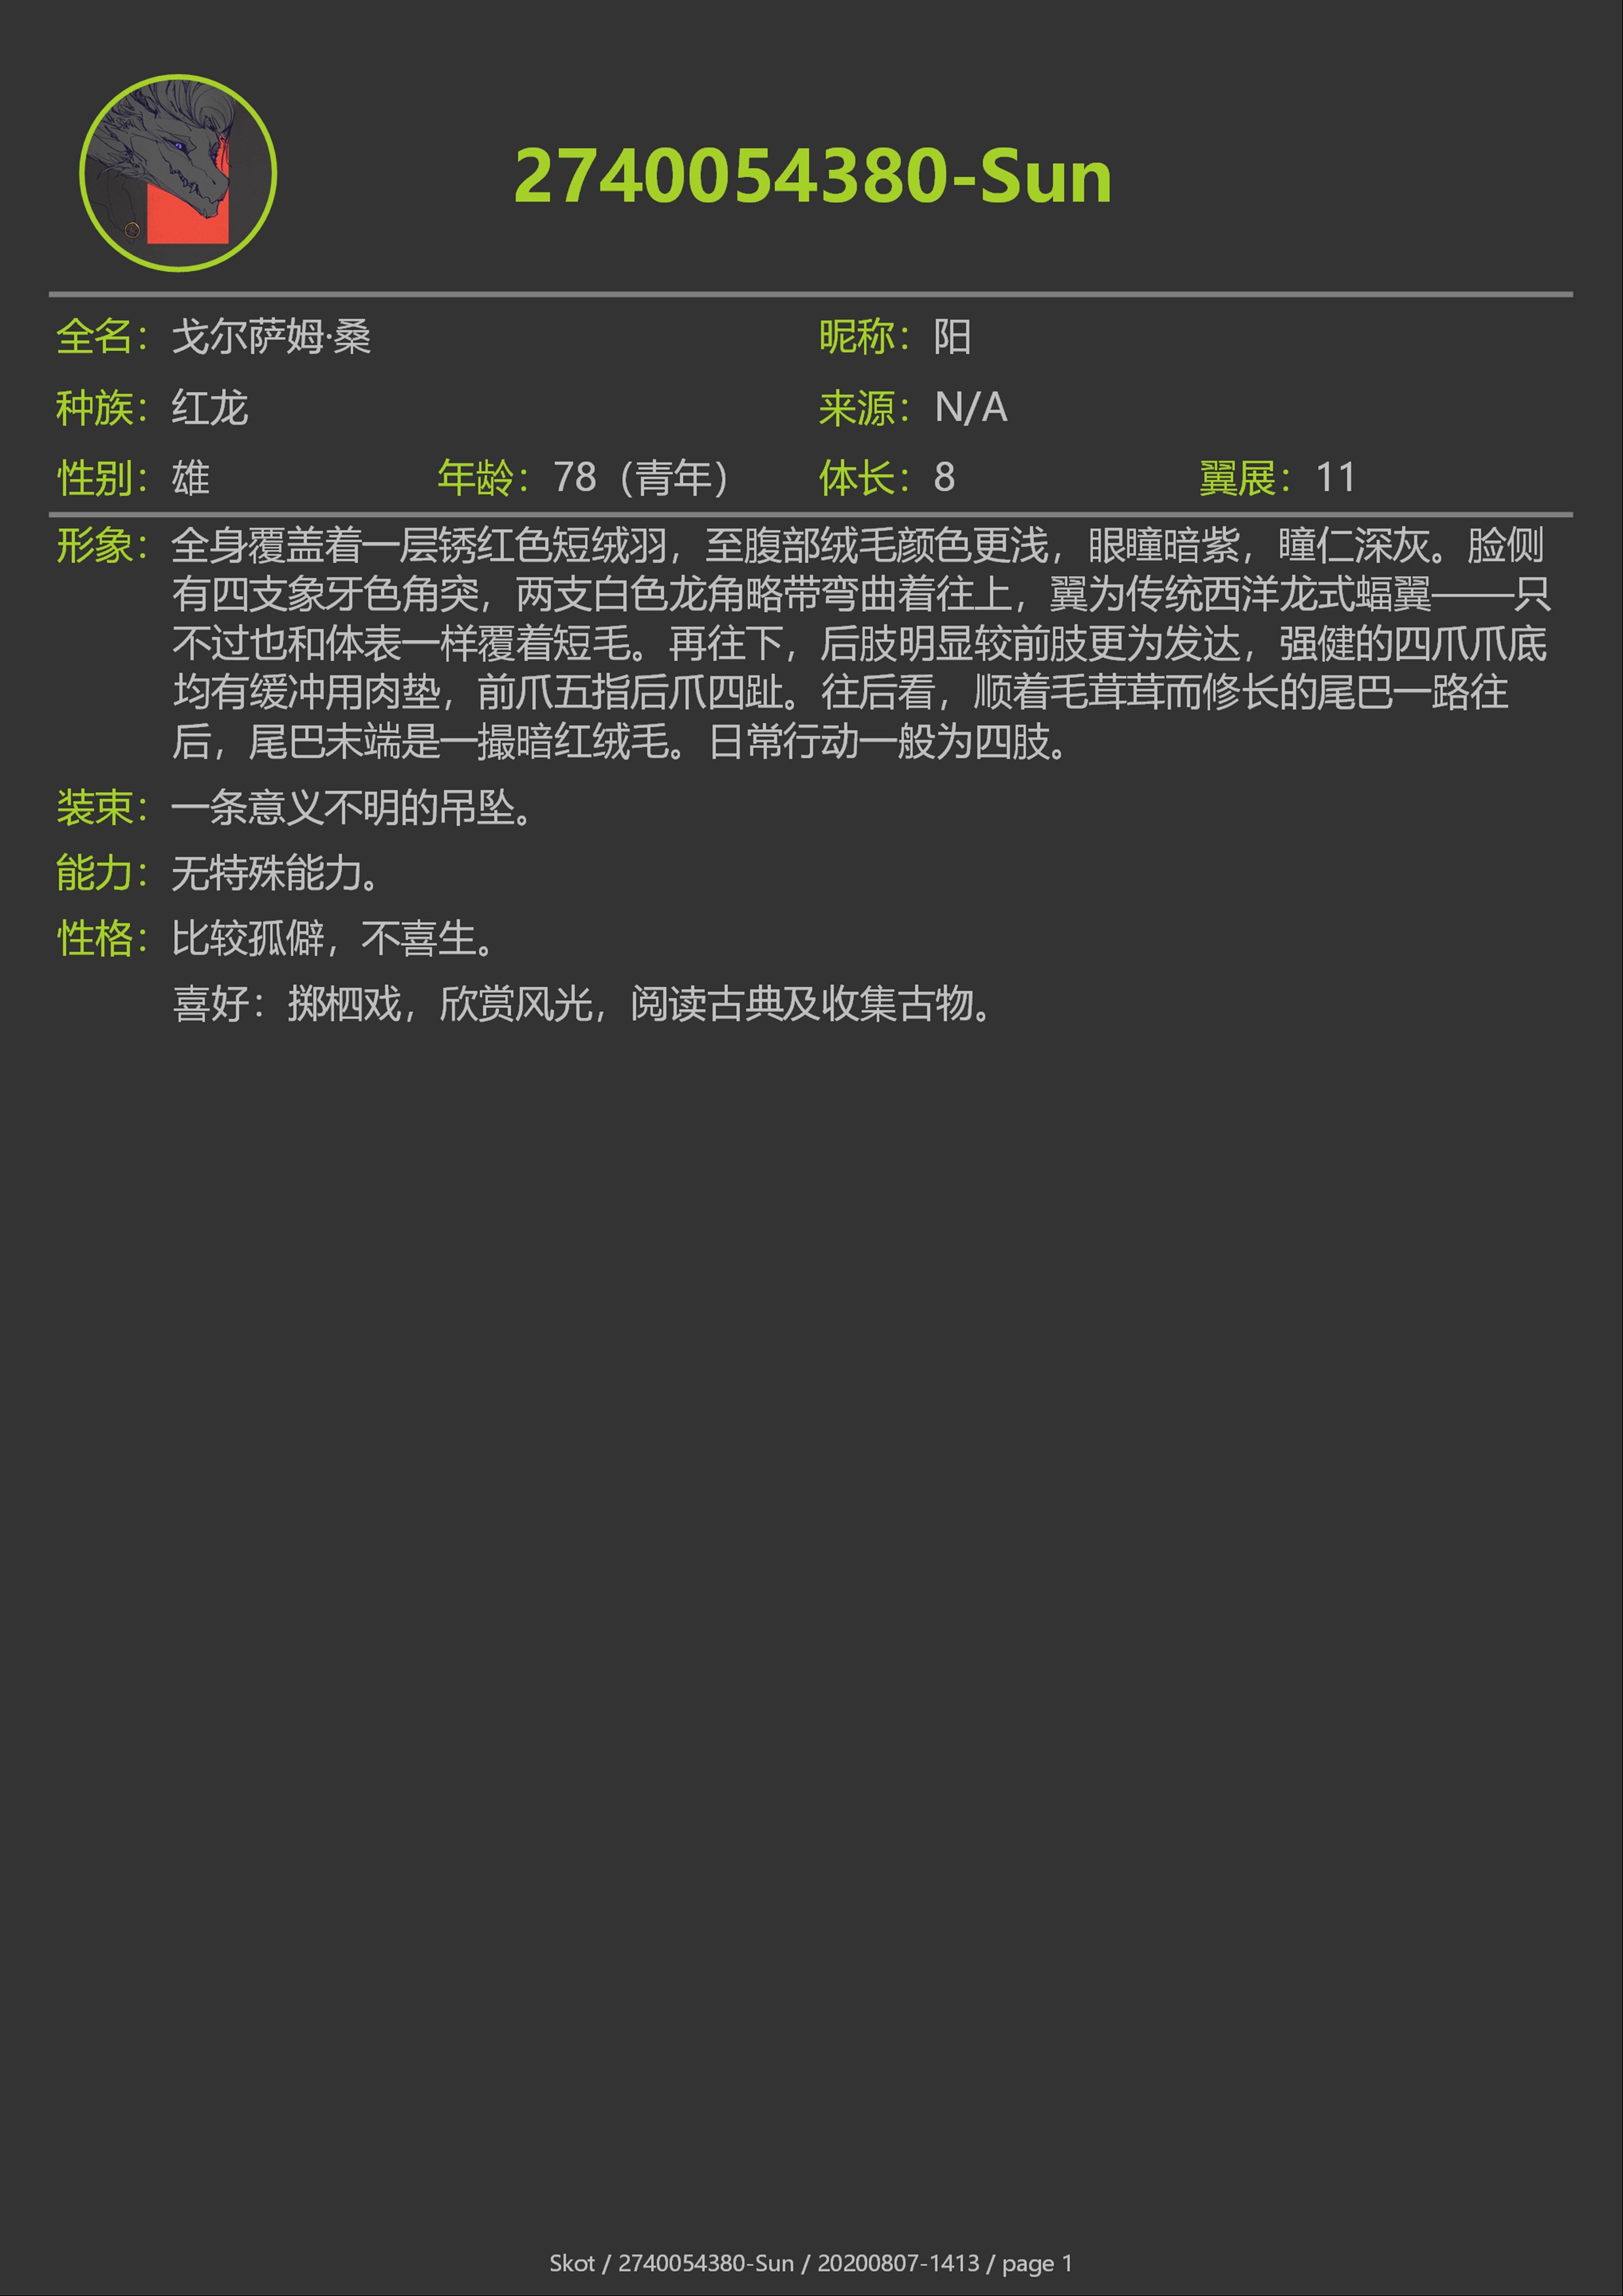 2740054380-Sun
全名：戈尔萨姆·桑 昵称：阳
种族：红龙 来源：N/A
性别：雄 年龄：78（青年） 体长：8 翼展：11
形象：全身覆盖着一层锈红色短绒羽，至腹部绒毛颜色更浅，眼瞳暗紫，瞳仁深灰。脸侧
有四支象牙色角突，两支白色龙角略带弯曲着往上，翼为传统西洋龙式蝠翼——只
不过也和体表一样覆着短毛。再往下，后肢明显较前肢更为发达，强健的四爪爪底
均有缓冲用肉垫，前爪五指后爪四趾。往后看，顺着毛茸茸而修长的尾巴一路往
后，尾巴末端是一撮暗红绒毛。日常行动一般为四肢。
装束：一条意义不明的吊坠。
能力：无特殊能力。
性格：比较孤僻，不喜生。
喜好：掷柶戏，欣赏风光，阅读古典及收集古物。
Skot / 2740054380-Sun / 20200807-1413 / page 1